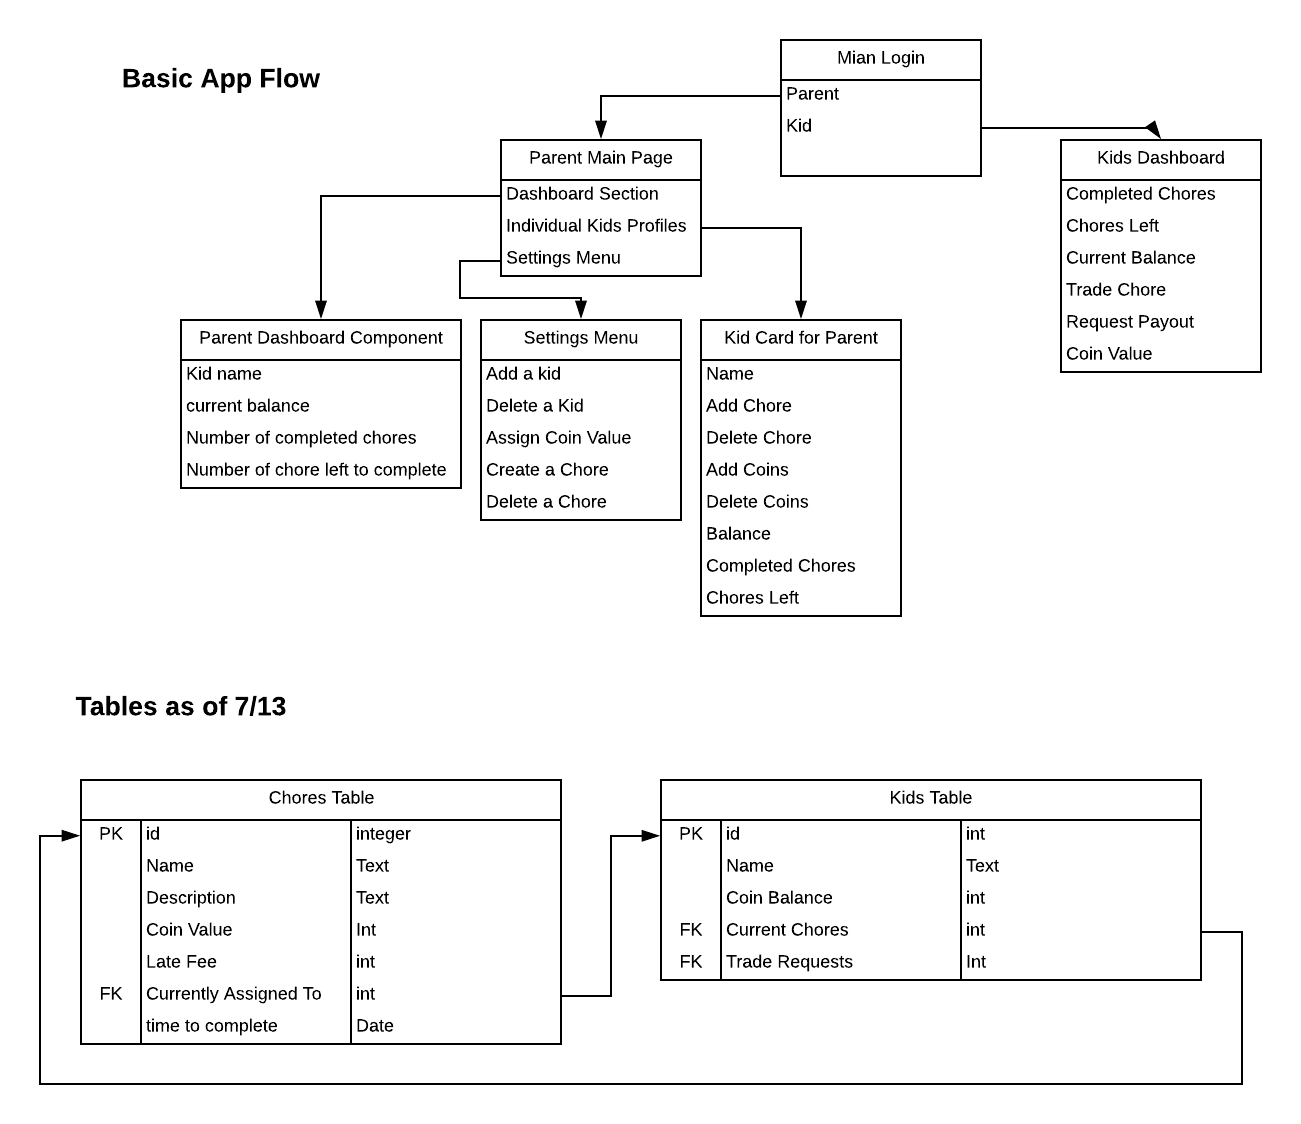 Basic App Flow
Mian Login
Parent
Kid
Parent Main Page
Dashboard Section
Individual Kids Profiles
Settings Menu
Kids Dashboard
Completed Chores
Chores Left
Current Balance
Trade Chore
Request Payout
Coin Value
Parent Dashboard Component
Kid name
current balance
Number of completed chores
Number of chore left to complete
Settings Menu
Add a kid
Delete a Kid
Assign Coin Value
Create a Chore
Delete a Chore
Kid Card for Parent
Name
Add Chore
Delete Chore
Add Coins
Delete Coins
Balance
Completed Chores
Chores Left
Tables as of 7/13
Chores Table
PK id integer
Name Text
Description Text
Coin Value Int
Late Fee int
FK Currently Assigned To int
time to complete Date
Kids Table
PK id int
Name Text
Coin Balance int
FK Current Chores int
FK Trade Requests Int